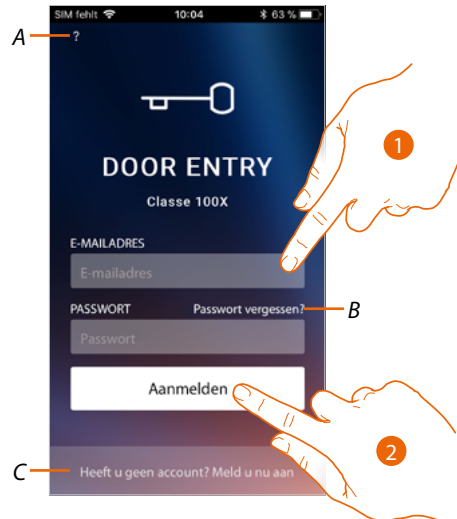 SIM fehlt 10:04 63 %
A ?
DOOR ENTRY
Classe 100X
1
E-MAILADRES
E-mailadres
PASSWORT Passwort vergessen? B
Passwort
Aanmelden
2
C Heeft u geen account? Meld u nu aan